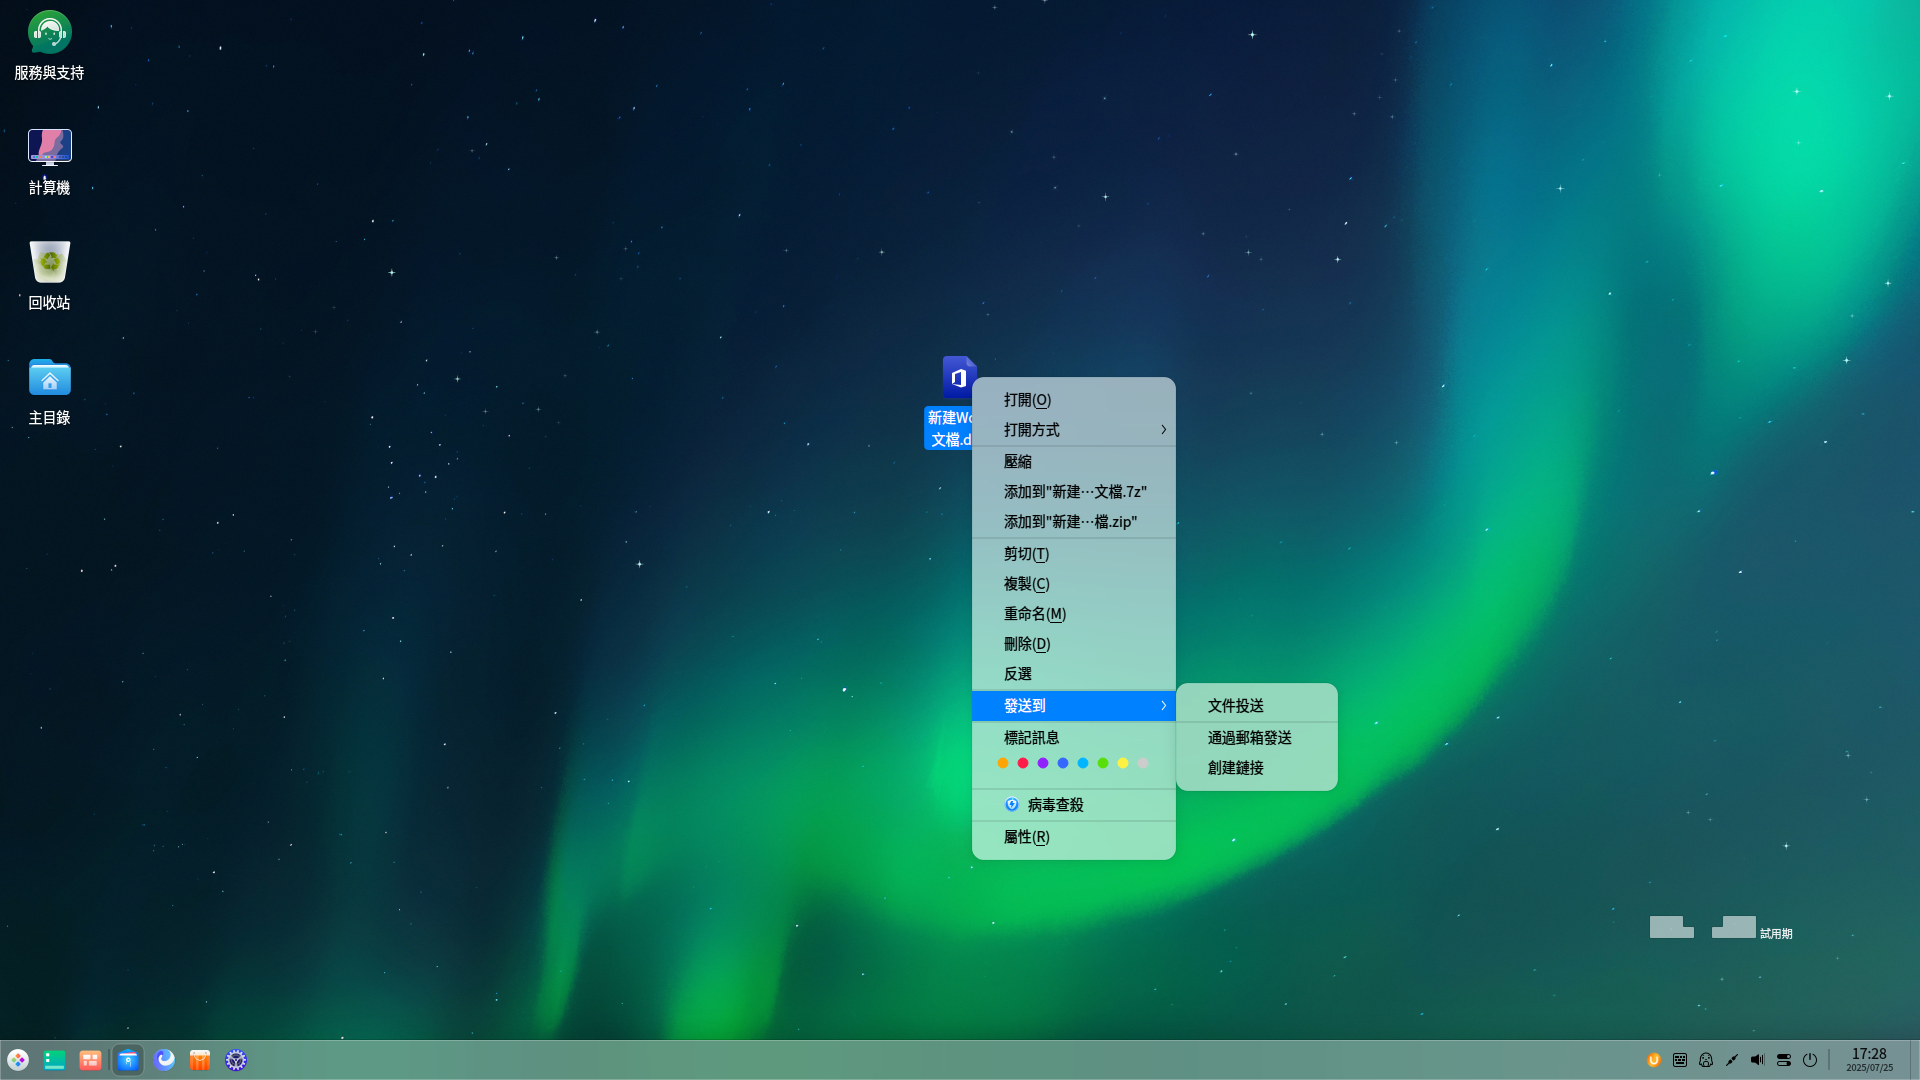 服務與支持
計算機
回收站
主目錄
新建Wo
文檔.d
打開(O)
打開方式
壓縮
添加到"新建···文檔.7z"
添加到"新建···檔.zip"
剪切(T)
複製(C)
重命名(M)
刪除(D)
反選
發送到
標記訊息
病毒查殺
屬性(R)
文件投送
通過郵箱發送
創建鏈接
試用期
17:28
2025/07/25